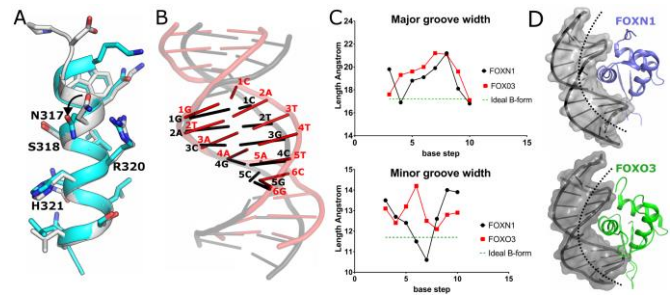 A
N317
S318
R320
H321
B
1C
2A
1G
1C
3T
1G
2T
2T
4T
2A
3A
3G
3C
4A
5A
4C
5T
4G
5C
6C
5G
6G
C
Major groove width
Length Angstrom
24
22
20
18
16
0
5
10
15
base step
FOXN1
FOX03
Ideal B-form
Minor groove width
Length Angstrom
15
14
13
12
11
10
0
5
10
15
base step
FOXN1
FOXO3
Ideal B-form
D
FOXN1
FOXO3